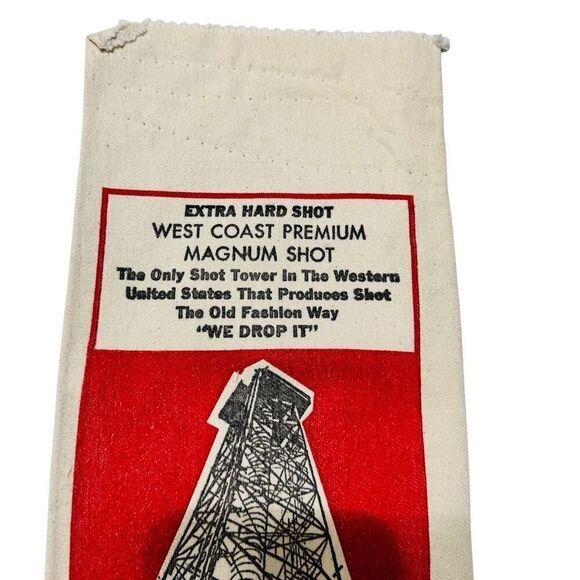 EXTRA HARD SHOT
WEST COAST PREMIUM
MAGNUM SHOT
The Only Shot Tower In The Western
United States That Produces Shot
The Old Fashion Way
"WE DROP IT"